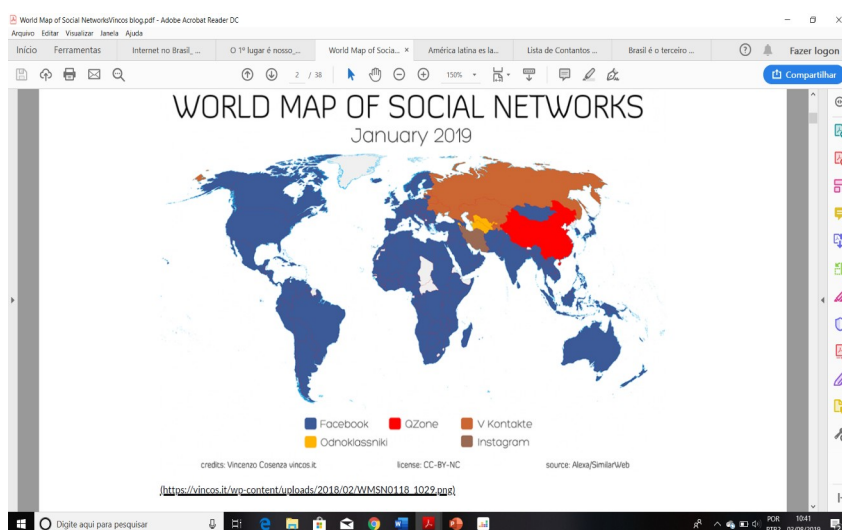 World Map of Social NetworksVincos blog.pdf - Adobe Acrobat Reader DC
Arquivo Editar Visualizar Janela Ajuda
Início Ferramentas Internet no Brasil_ ... O 1º lugar é nosso_... World Map of Socia... × América latina es la... Lista de Contantos ... Brasil é o terceiro ... Fazer logon
2 / 38 150% Compartilhar
WORLD MAP OF SOCIAL NETWORKS
January 2019
Facebook QZone V Kontakte
Odnoklassniki Instagram
credits: Vincenzo Cosenza vincos.it license: CC-BY-NC source: Alexa/SimilarWeb
(https://vincos.it/wp-content/uploads/2018/02/WMSN0118_1029.png)
Digite aqui para pesquisar POR 10:41
PTB2 03/08/2019